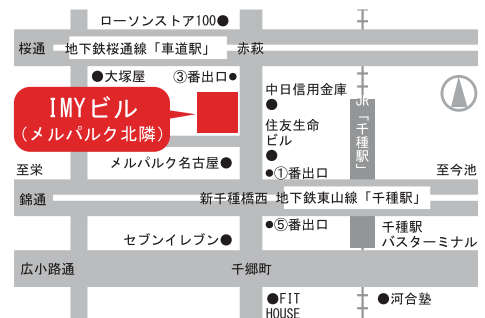 ローソンストア100●
桜通 地下鉄桜通線「車道駅」 赤萩
●大塚屋 ③番出口●
中日信用金庫
●
IMYビル
(メルパルク北隣)
JR「千種駅」
住友生命
ビル
●
至栄 メルパルク名古屋● ●①番出口 至今池
錦通 新千種橋西 地下鉄東山線「千種駅」
●⑤番出口
セブンイレブン●
千種駅
バスターミナル
広小路通 千郷町
●FIT
HOUSE
●河合塾